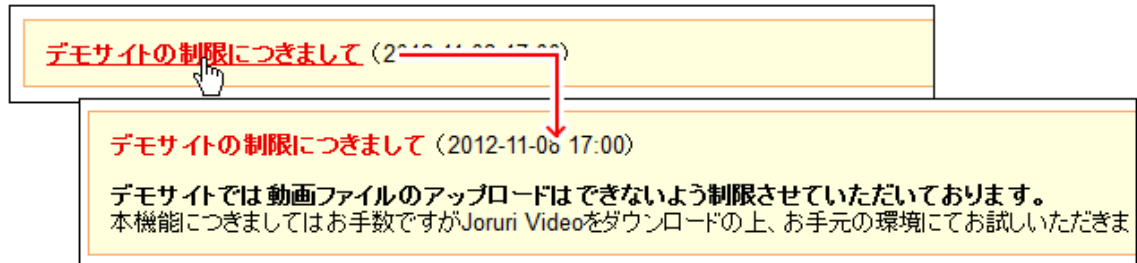 デモサイトの制限につきまして（2012-11-08 17:00）
デモサイトの制限につきまして（2012-11-08 17:00）
デモサイトでは動画ファイルのアップロードはできないよう制限させていただいております。
本機能につきましてはお手数ですがJoruri Videoをダウンロードの上、お手元の環境にてお試しいただきま